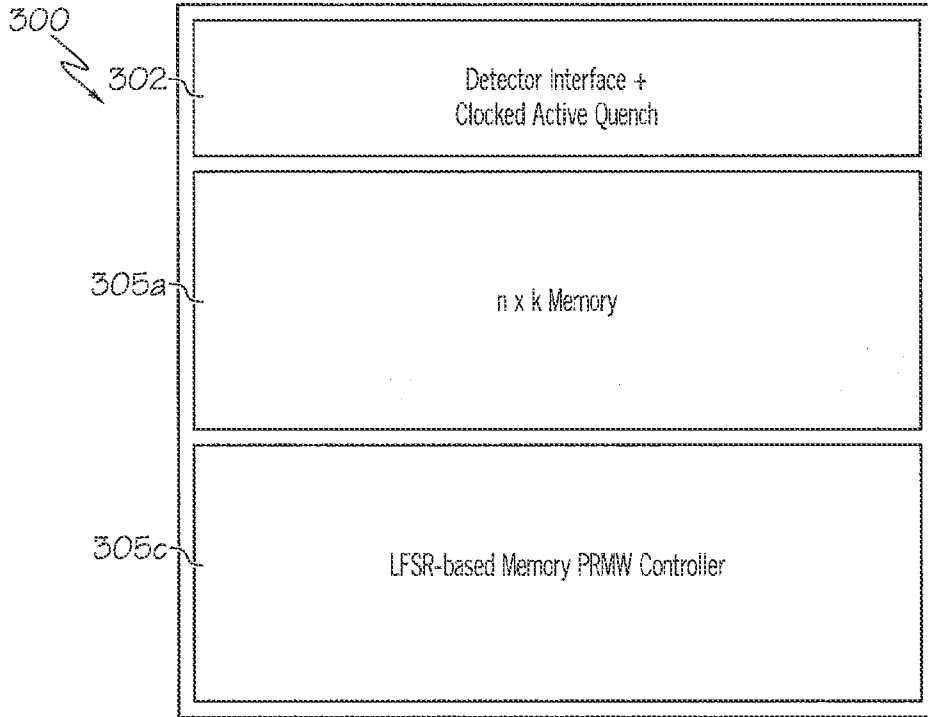 300
302
Detector Interface +
Clocked Active Quench
305a
n x k Memory
305c
LFSR-based Memory PRMW Controller